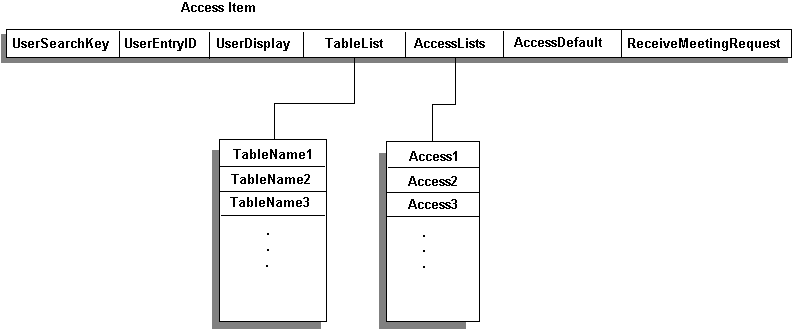 Access Item
UserSearchKey UserEntryID UserDisplay TableList AccessLists AccessDefault ReceiveMeetingRequest
TableName1
TableName2
TableName3
.
.
.
Access1
Access2
Access3
.
.
.